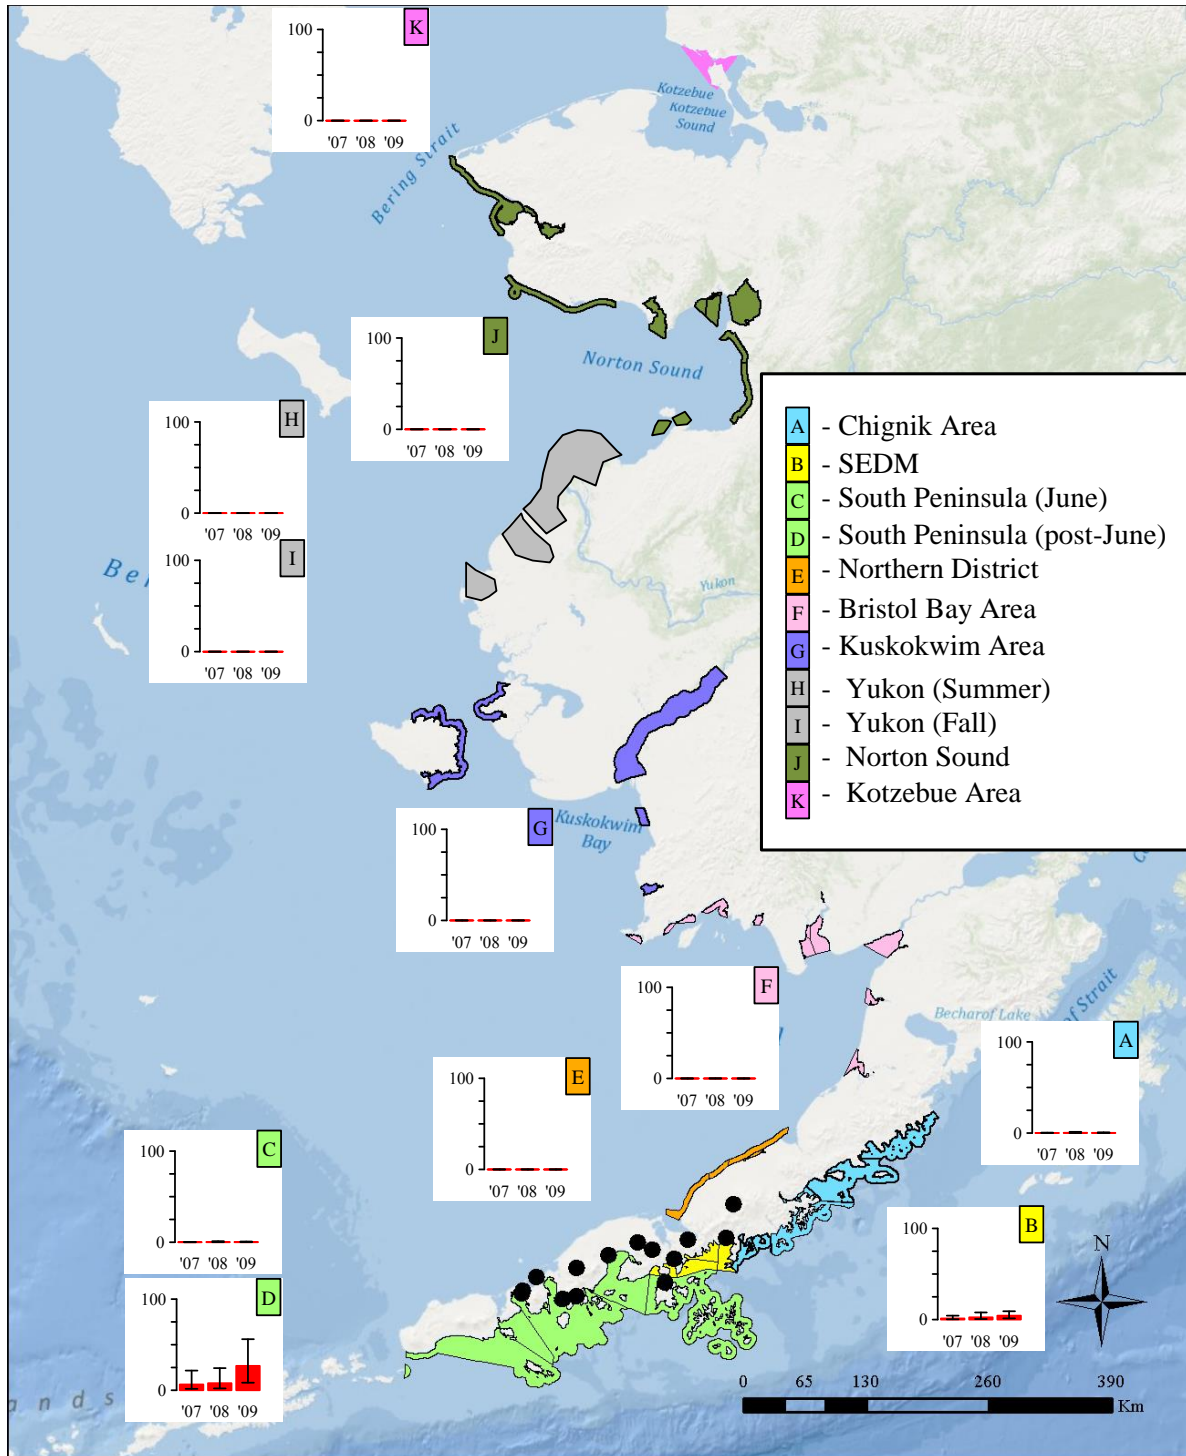 K
100
0
'07 '08 '09
Kotzebue
Kotzebue
Sound
Bering Strait
J
100
0
'07 '08 '09
Norton Sound
H
100
0
'07 '08 '09
I
100
0
'07 '08 '09
Ber
Yukon
A - Chignik Area
B - SEDM
C - South Peninsula (June)
D - South Peninsula (post-June)
E - Northern District
F - Bristol Bay Area
G - Kuskokwim Area
H - Yukon (Summer)
I - Yukon (Fall)
J - Norton Sound
K - Kotzebue Area
G
100
0
'07 '08 '09
Kuskokwim
Bay
F
100
0
'07 '08 '09
Becharof Lake
of Strait
A
100
0
'07 '08 '09
E
100
0
'07 '08 '09
C
100
0
'07 '08 '09
B
100
0
'07 '08 '09
N
D
100
0
'07 '08 '09
ands
0 65 130 260 390
Km